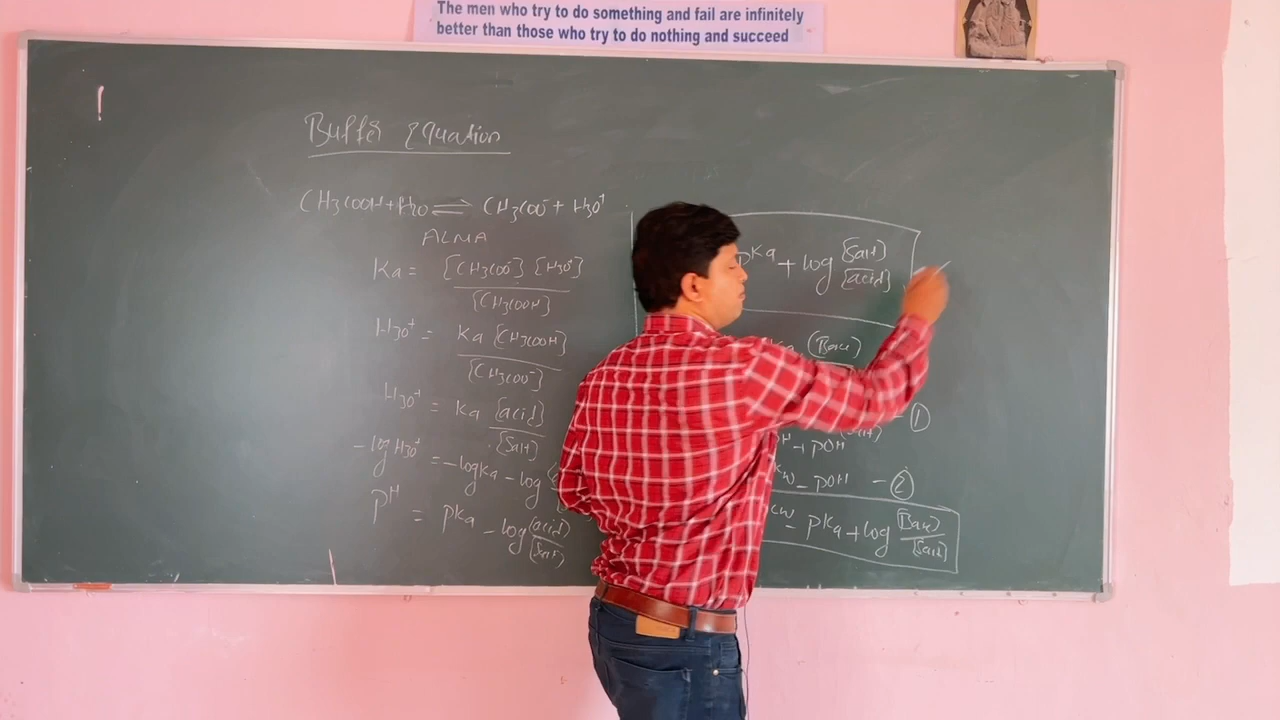 The men who try to do something and fail are infinitely
better than those who try to do nothing and succeed
Buffer Equation
CH3COOH + H2O ⇌ CH3COO⁻ + H3O⁺
ALMA
Ka = [CH3COO⁻] [H3O⁺]
[CH3COOH]
H3O⁺ = Ka [CH3COOH]
[CH3COO⁻]
H3O⁺ = Ka [acid]
[Salt]
-log H3O⁺ = -log Ka - log
PH = PKa - log (acid)
[Salt]
PKa + log [Salt]
[acid]
(Base)
(Salt) - ①
+ POH
- POH - ②
- PKa + log [Base]
[Salt]